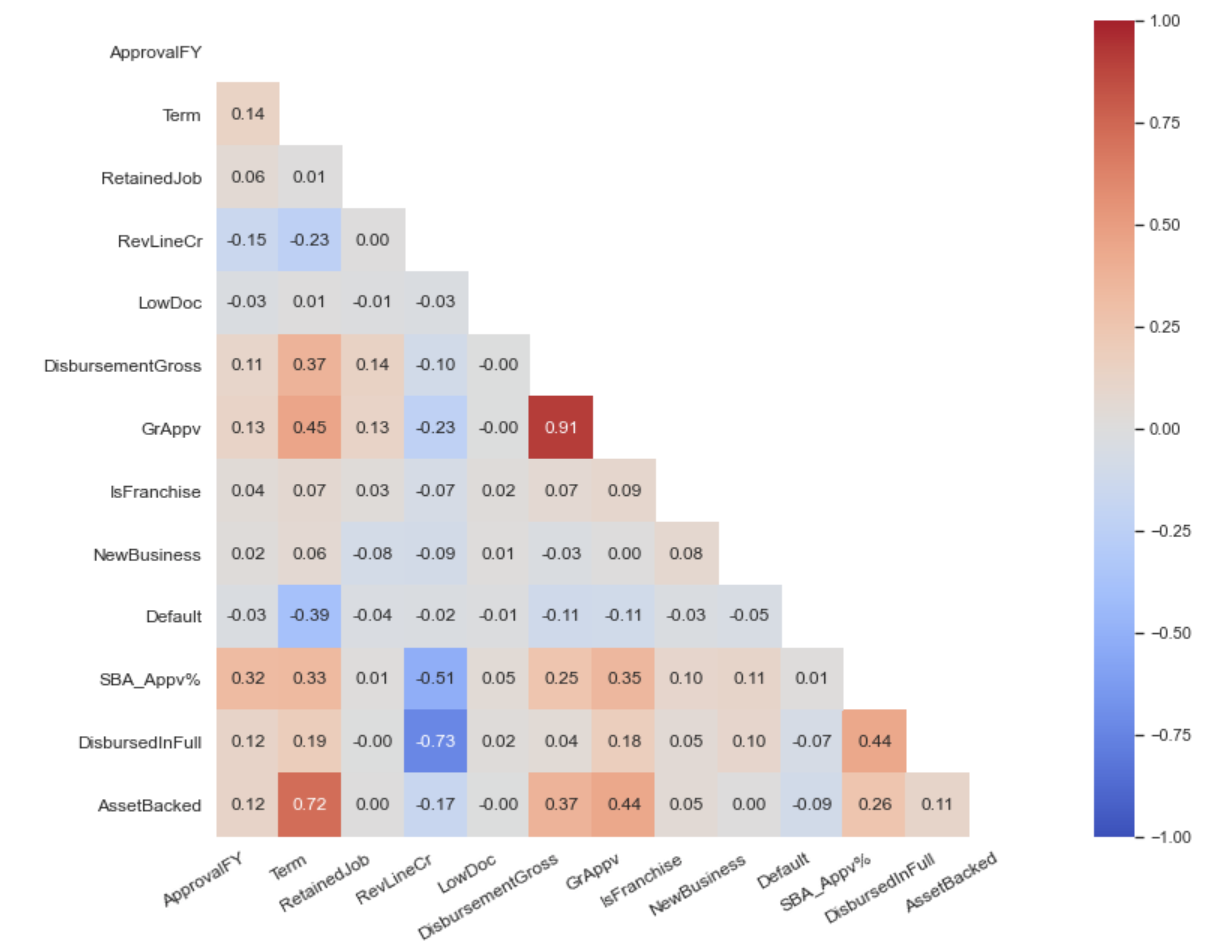 1.00
ApprovalFY
Term 0.14
0.75
RetainedJob 0.06 0.01
RevLineCr -0.15 -0.23 0.00
0.50
LowDoc -0.03 0.01 -0.01 -0.03
0.25
DisbursementGross 0.11 0.37 0.14 -0.10 -0.00
GrAppv 0.13 0.45 0.13 -0.23 -0.00 0.91
0.00
IsFranchise 0.04 0.07 0.03 -0.07 0.02 0.07 0.09
−0.25
NewBusiness 0.02 0.06 -0.08 -0.09 0.01 -0.03 0.00 0.08
Default -0.03 -0.39 -0.04 -0.02 -0.01 -0.11 -0.11 -0.03 -0.05
−0.50
SBA_Appv% 0.32 0.33 0.01 -0.51 0.05 0.25 0.35 0.10 0.11 0.01
−0.75
DisbursedInFull 0.12 0.19 -0.00 -0.73 0.02 0.04 0.18 0.05 0.10 -0.07 0.44
AssetBacked 0.12 0.72 0.00 -0.17 -0.00 0.37 0.44 0.05 0.00 -0.09 0.26 0.11
−1.00
ApprovalFY Term RetainedJob RevLineCr LowDoc DisbursementGross GrAppv IsFranchise NewBusiness Default SBA_Appv% DisbursedInFull AssetBacked